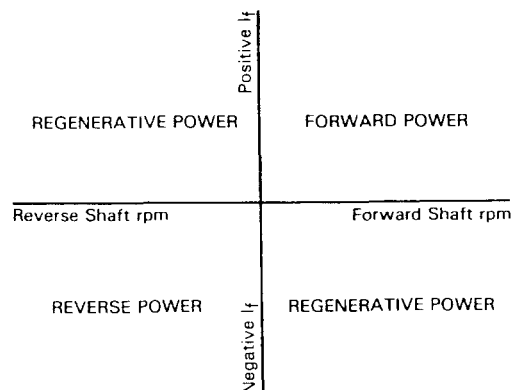 Positive If
REGENERATIVE POWER
FORWARD POWER
Reverse Shaft rpm
Forward Shaft rpm
REVERSE POWER
REGENERATIVE POWER
Negative If